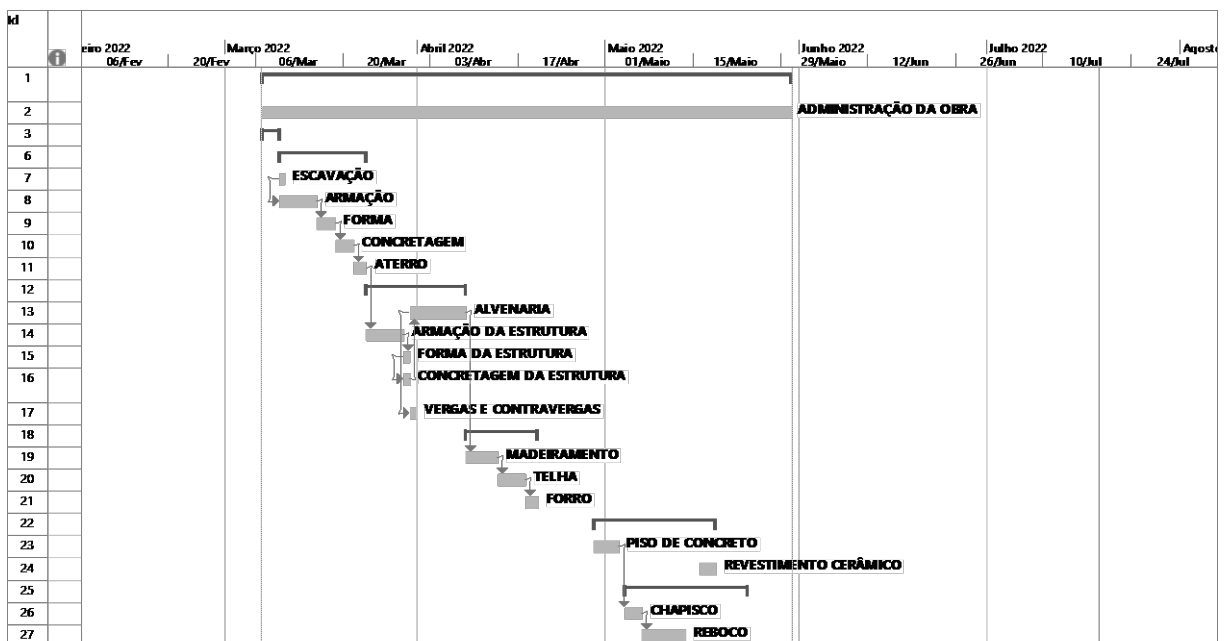 Id
eiro 2022 Março 2022 Abril 2022 Maio 2022 Junho 2022 Julho 2022 Agosto
06/Fev 20/Fev 06/Mar 20/Mar 03/Abr 17/Abr 01/Maio 15/Maio 29/Maio 12/Jun 26/Jun 10/Jul 24/Jul
1
2 ADMINISTRAÇÃO DA OBRA
3
6
7 ESCAVAÇÃO
8 ARMAÇÃO
9 FORMA
10 CONCRETAGEM
11 ATERRO
12
13 ALVENARIA
14 ARMAÇÃO DA ESTRUTURA
15 FORMA DA ESTRUTURA
16 CONCRETAGEM DA ESTRUTURA
17 VERGAS E CONTRAVERGAS
18
19 MADEIRAMENTO
20 TELHA
21 FORRO
22
23 PISO DE CONCRETO
24 REVESTIMENTO CERÂMICO
25
26 CHAPISCO
27 REBOCO